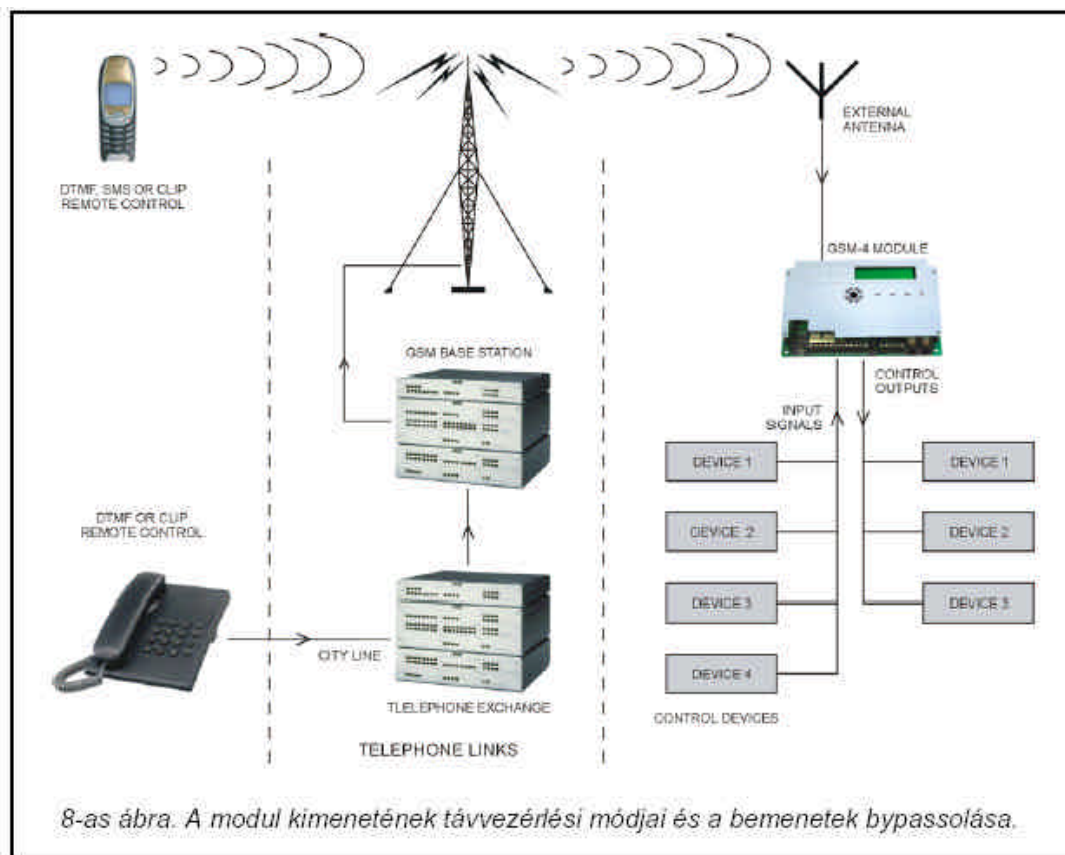 EXTERNAL
ANTENNA
DTMF, SMS OR CLIP
REMOTE CONTROL
GSM-4 MODULE
GSM BASE STATION
CONTROL
OUTPUTS
INPUT
SIGNALS
DEVICE 1
DEVICE 1
DTMF OR CLIP
REMOTE CONTROL
DEVICE 2
DEVICE 2
DEVICE 3
DEVICE 3
CITY LINE
DEVICE 4
TLELEPHONE EXCHANGE
CONTROL DEVICES
TELEPHONE LINKS
8-as ábra. A modul kimenetének távvezérlési módjai és a bemenetek bypassolása.